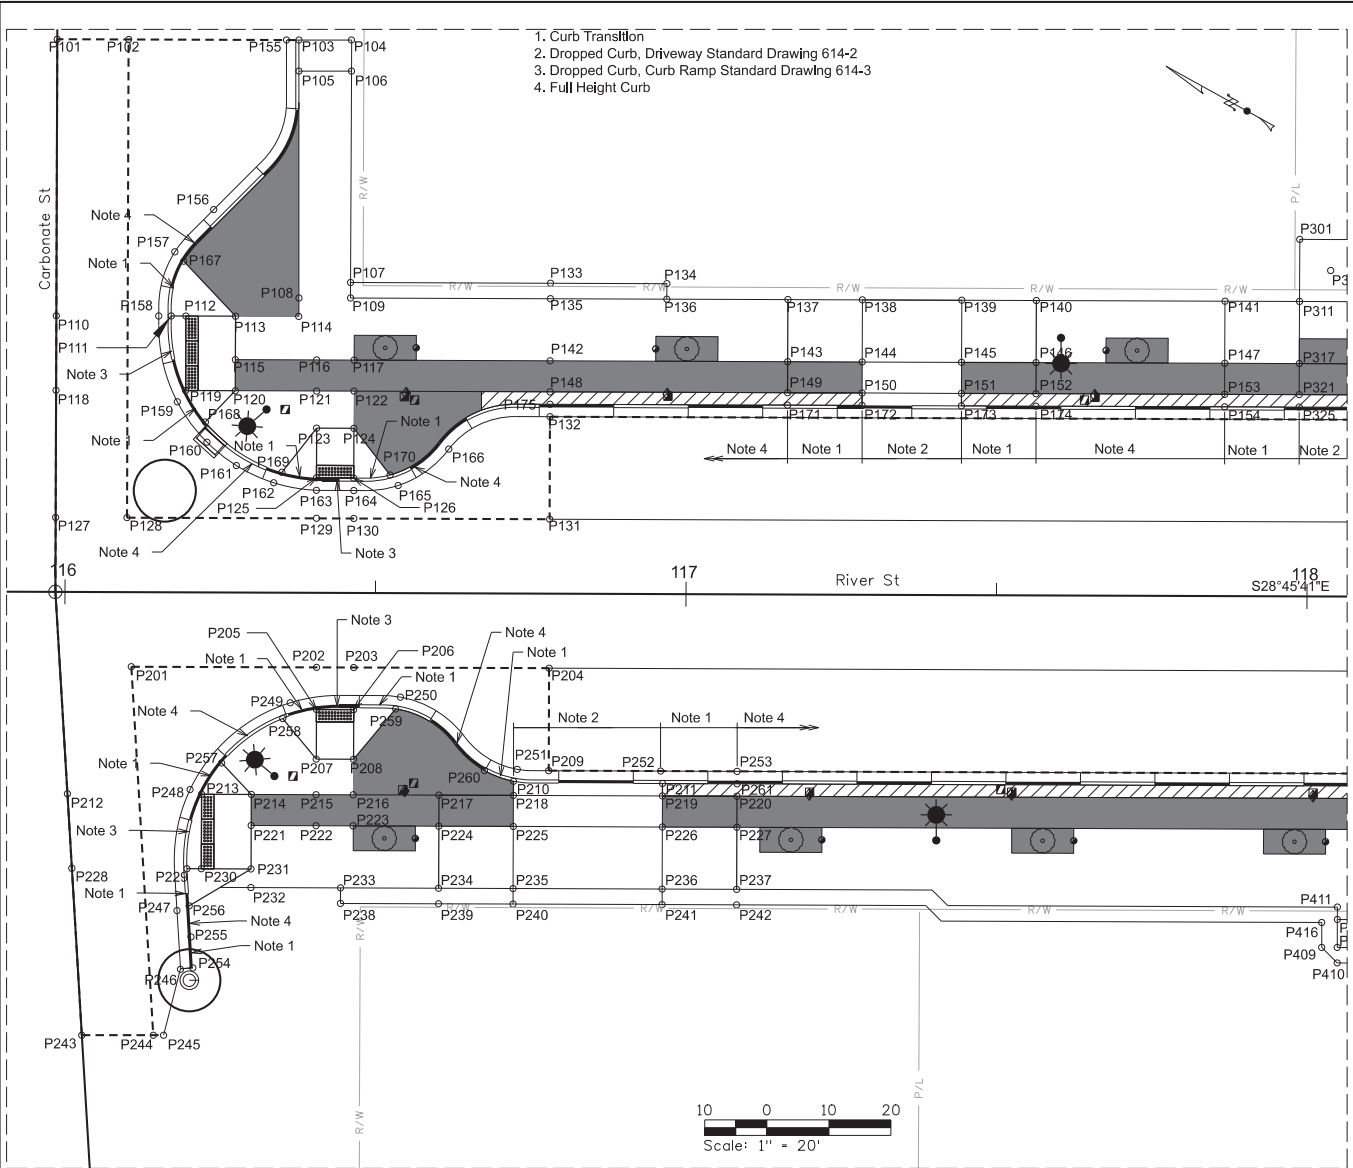 1. Curb Transition
2. Dropped Curb, Driveway Standard Drawing 614-2
3. Dropped Curb, Curb Ramp Standard Drawing 614-3
4. Full Height Curb
P101
P102
P155
P103
P104
P105
P106
R/W
P/L
N
Carbonate St
P156
Note 4
P157
P167
Note 1
P301
P107
P133
P134
P3
R/W
R/W
R/W
R/W
R/W
P108
P109
P135
P136
P137
P138
P139
P140
P141
P311
P158
P112
P110
P113
P114
P111
P142
P143
P144
P145
P146
P147
P317
P115
P116
P117
Note 3
P118
P119
P120
P121
P122
P148
P149
P150
P151
P152
P153
P321
P159
P168
P175
P132
P171
P172
P173
P174
P154
P325
Note 1
P160
Note 1
P123
P124
Note 1
P166
Note 4
Note 1
Note 2
Note 1
Note 4
Note 1
Note 2
P161
P169
P170
P162
Note 4
P165
P125
P163
P164
P126
P127
P128
P129
P130
P131
Note 4
Note 3
116
117
118
River St
S28°45'41"E
Note 3
P205
Note 4
P202
P203
P206
Note 1
Note 1
P201
Note 1
P204
P249
P250
Note 4
P258
P259
Note 2
Note 1
Note 4
P257
P207
P208
P251
P209
P252
P253
Note 1
P260
P248
P213
P210
P211
P261
P212
P214
P215
P216
P217
P218
P219
P220
Note 3
P221
P222
P223
P224
P225
P226
P227
P228
P229
P230
P231
Note 1
P232
P233
P234
P235
P236
P237
P247
P256
P238
P239
P240
P241
P242
P411
R/W
R/W
R/W
R/W
R/W
Note 4
P255
R/W
P416
P
P
Note 1
P409
P254
P246
P410
P243
P244
P245
P/L
R/W
10
0
10
20
Scale: 1" = 20'